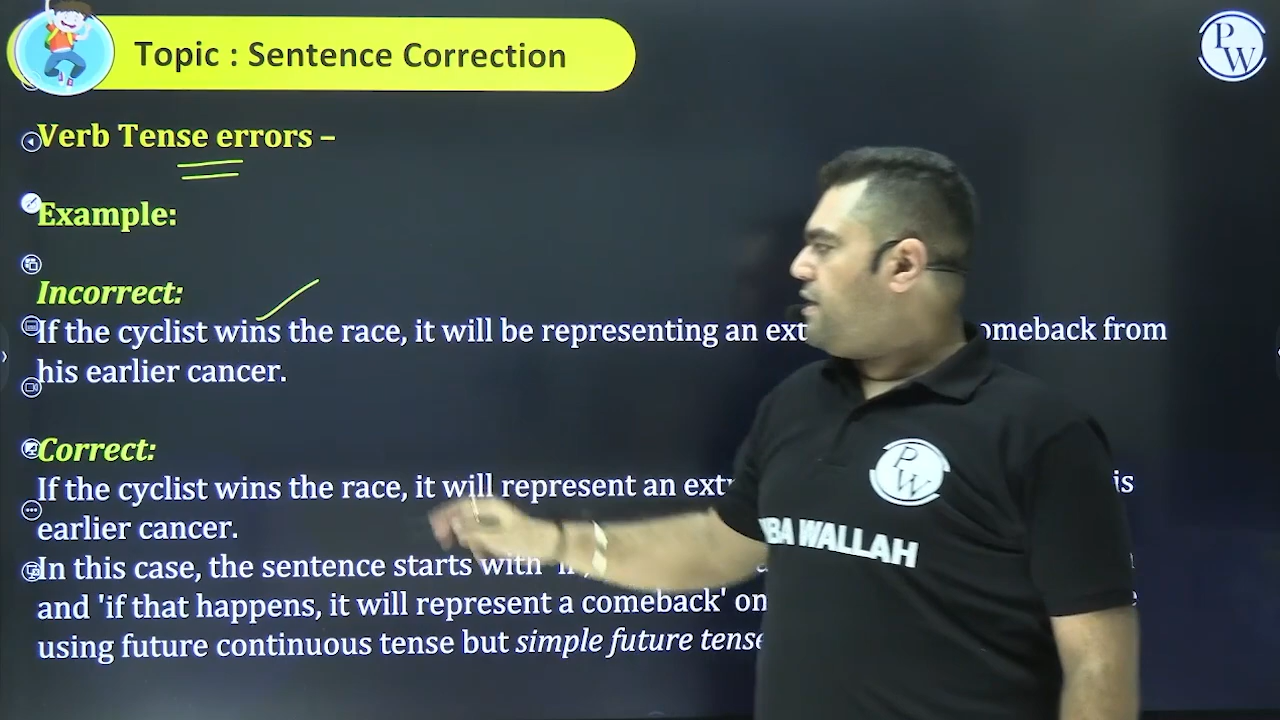 Topic : Sentence Correction
PW
Verb Tense errors –
Example:
Incorrect:
If the cyclist wins the race, it will be representing an omeback from
his earlier cancer.
Correct:
If the cyclist wins the race, it will represent an is
earlier cancer.
In this case, the sentence starts with
and 'if that happens, it will represent a comeback' on
using future continuous tense but simple future tense
PW
BA WALLAH